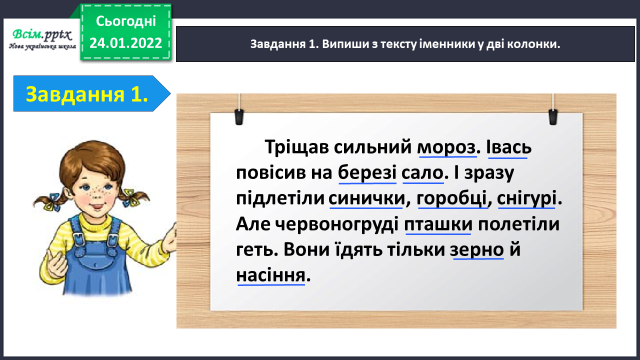 Всім.pptx
Нова українська школа
Сьогодні
24.01.2022
Завдання 1. Випиши з тексту іменники у дві колонки.
Завдання 1.
Тріщав сильний мороз. Івась
повісив на березі сало. І зразу
підлетіли синички, горобці, снігурі.
Але червоногруді пташки полетіли
геть. Вони їдять тільки зерно й
насіння.